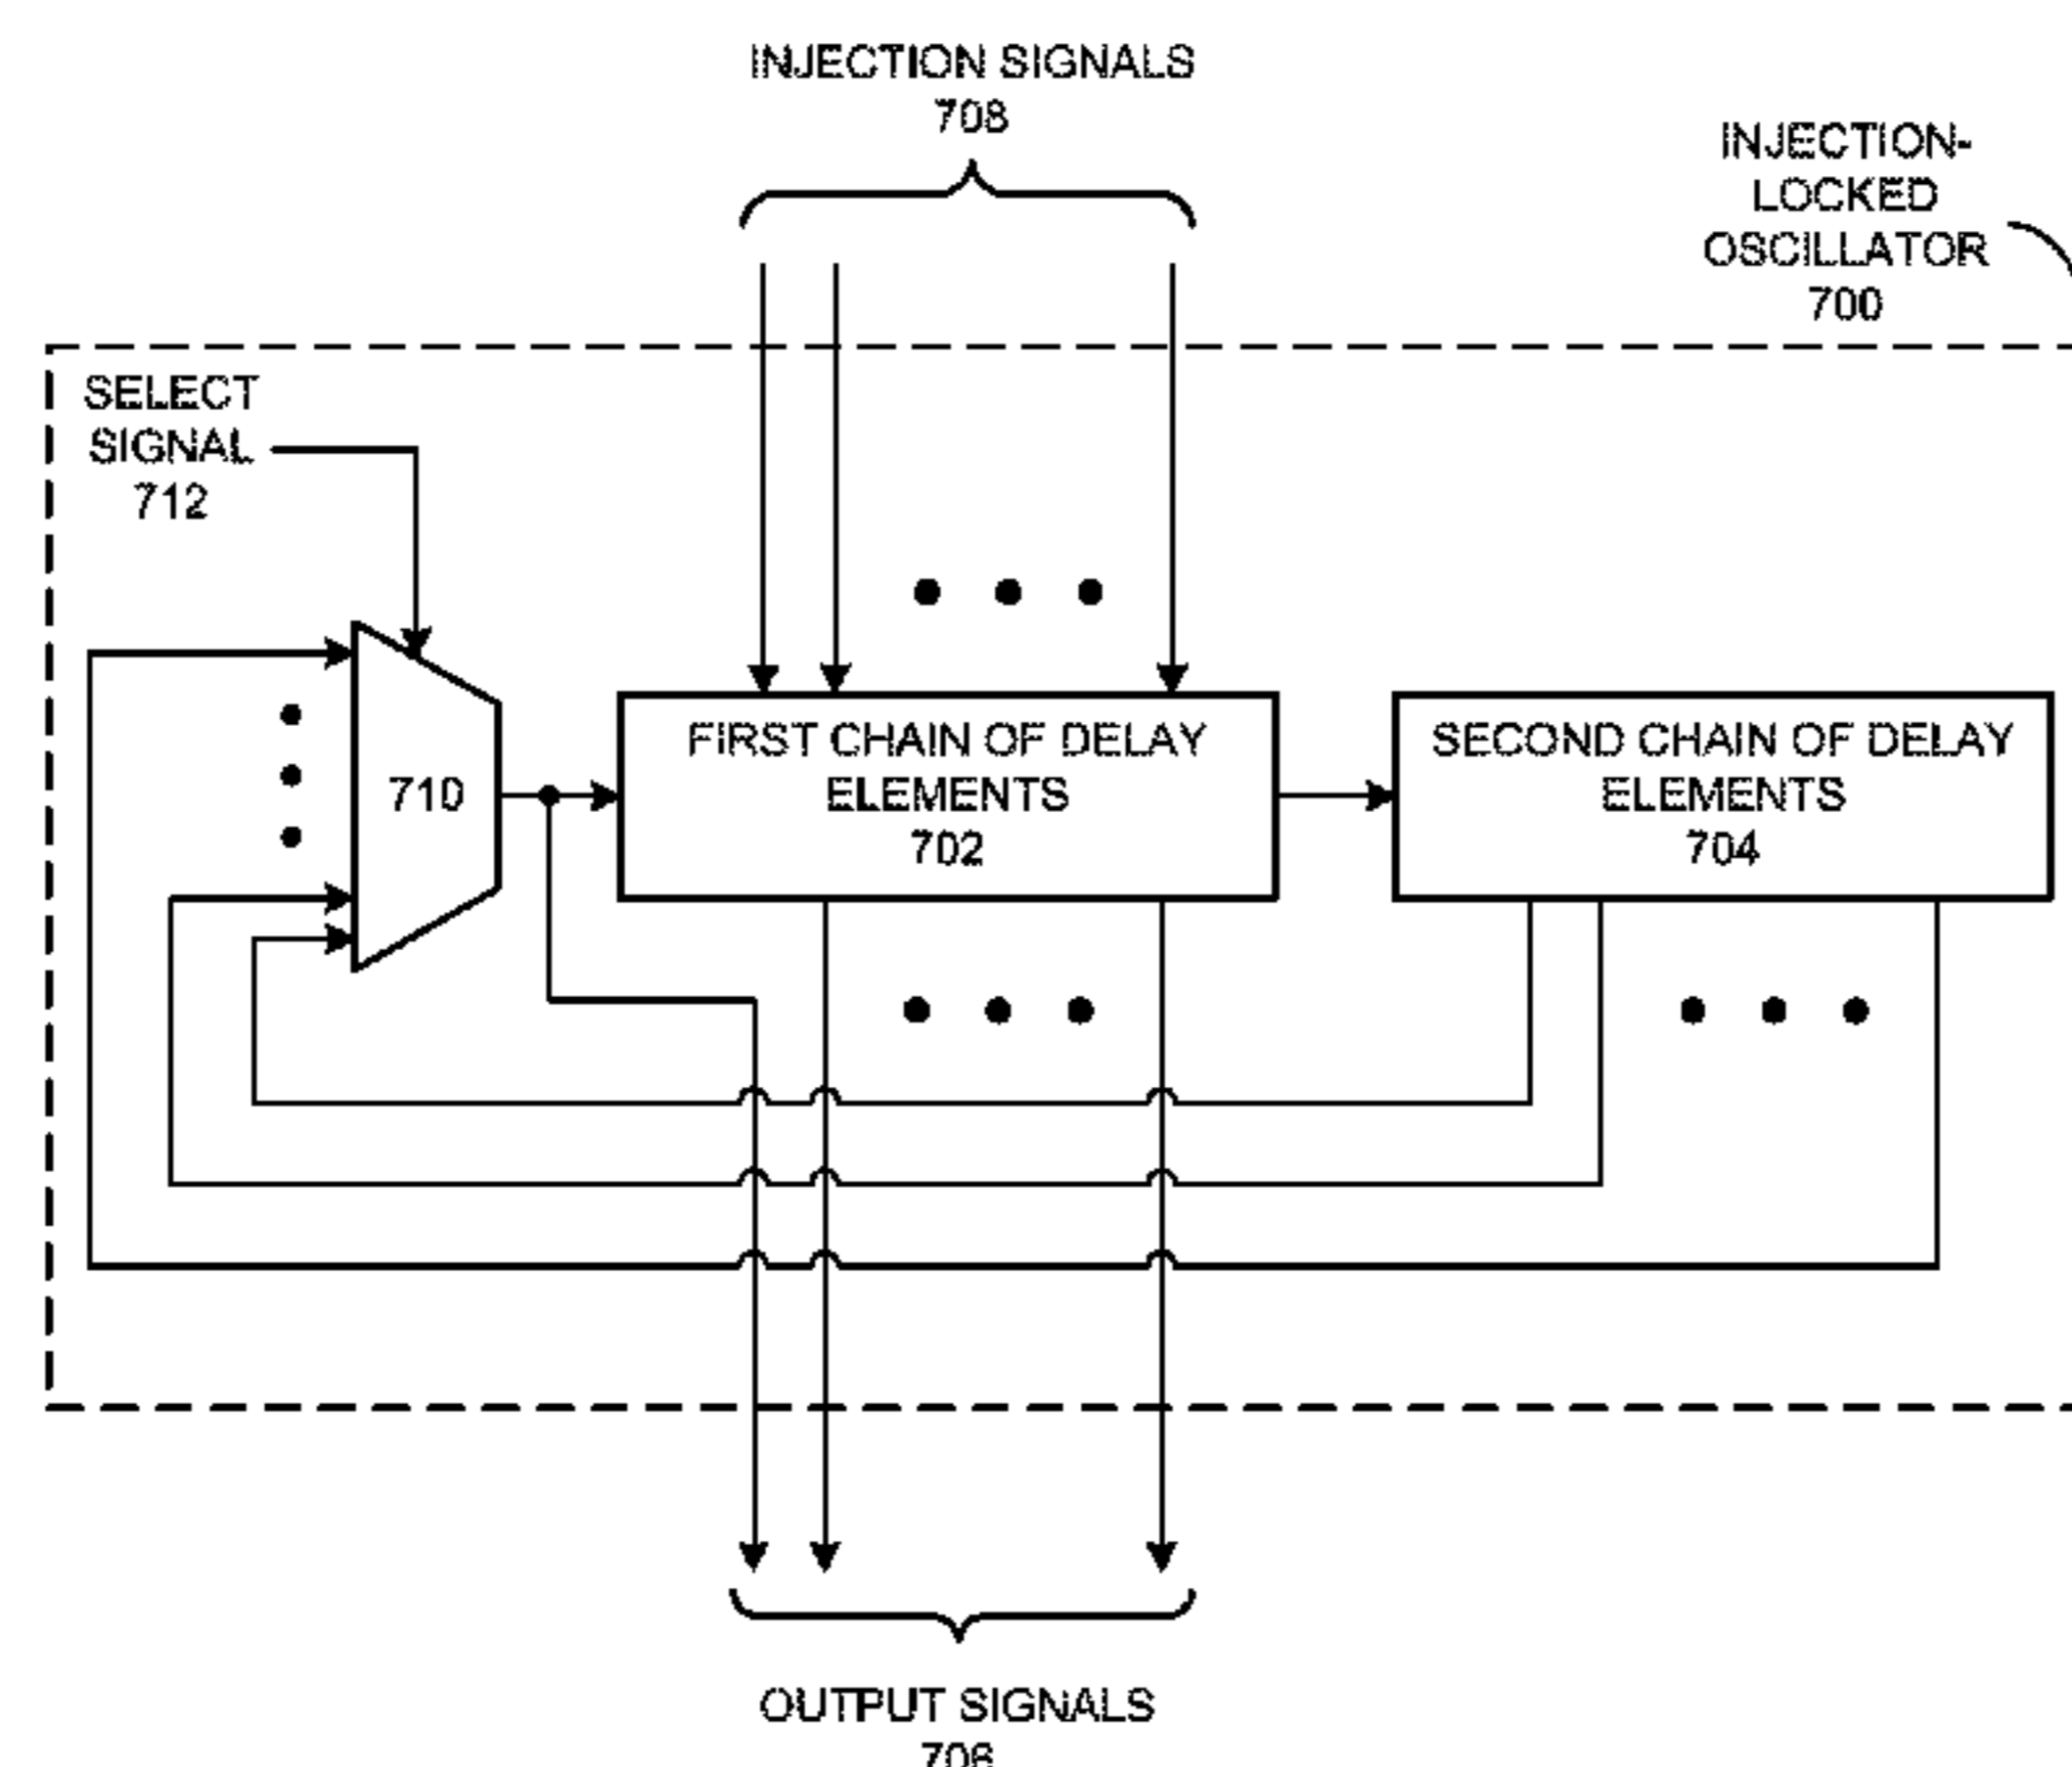 INJECTION SIGNALS
708
INJECTION-
LOCKED
OSCILLATOR
700
SELECT
SIGNAL
712
710
FIRST CHAIN OF DELAY
ELEMENTS
702
SECOND CHAIN OF DELAY
ELEMENTS
704
OUTPUT SIGNALS
706